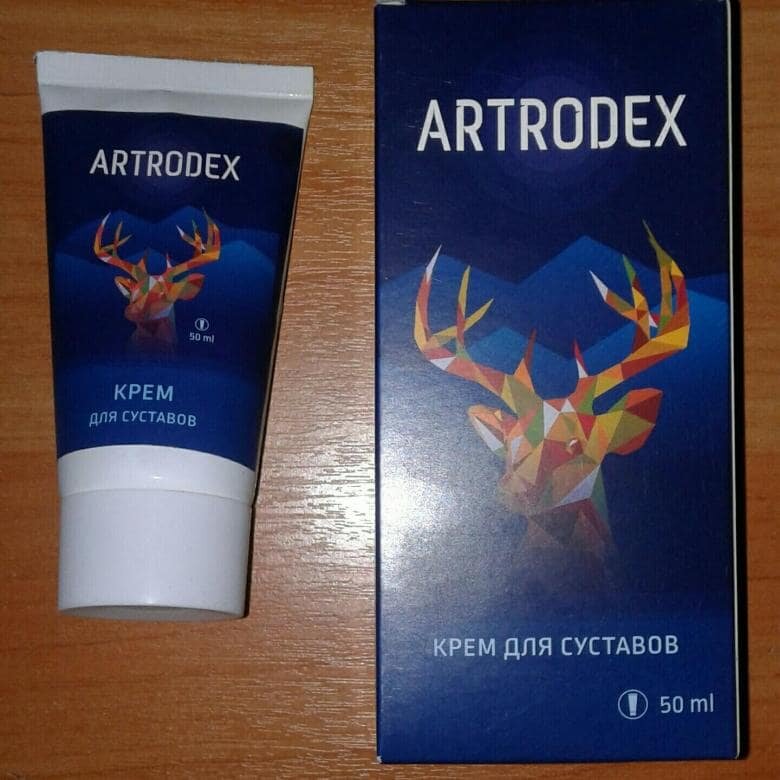 ARTRODEX
50 ml
КРЕМ
ДЛЯ СУСТАВОВ
ARTRODEX
КРЕМ ДЛЯ СУСТАВОВ
50 ml